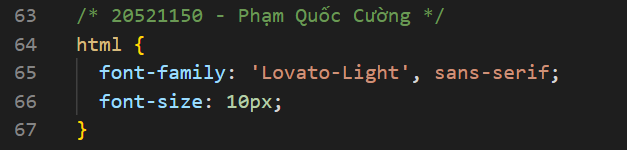 63 /* 20521150 - Phạm Quốc Cường */
64 html {
65 font-family: 'Lovato-Light', sans-serif;
66 font-size: 10px;
67 }